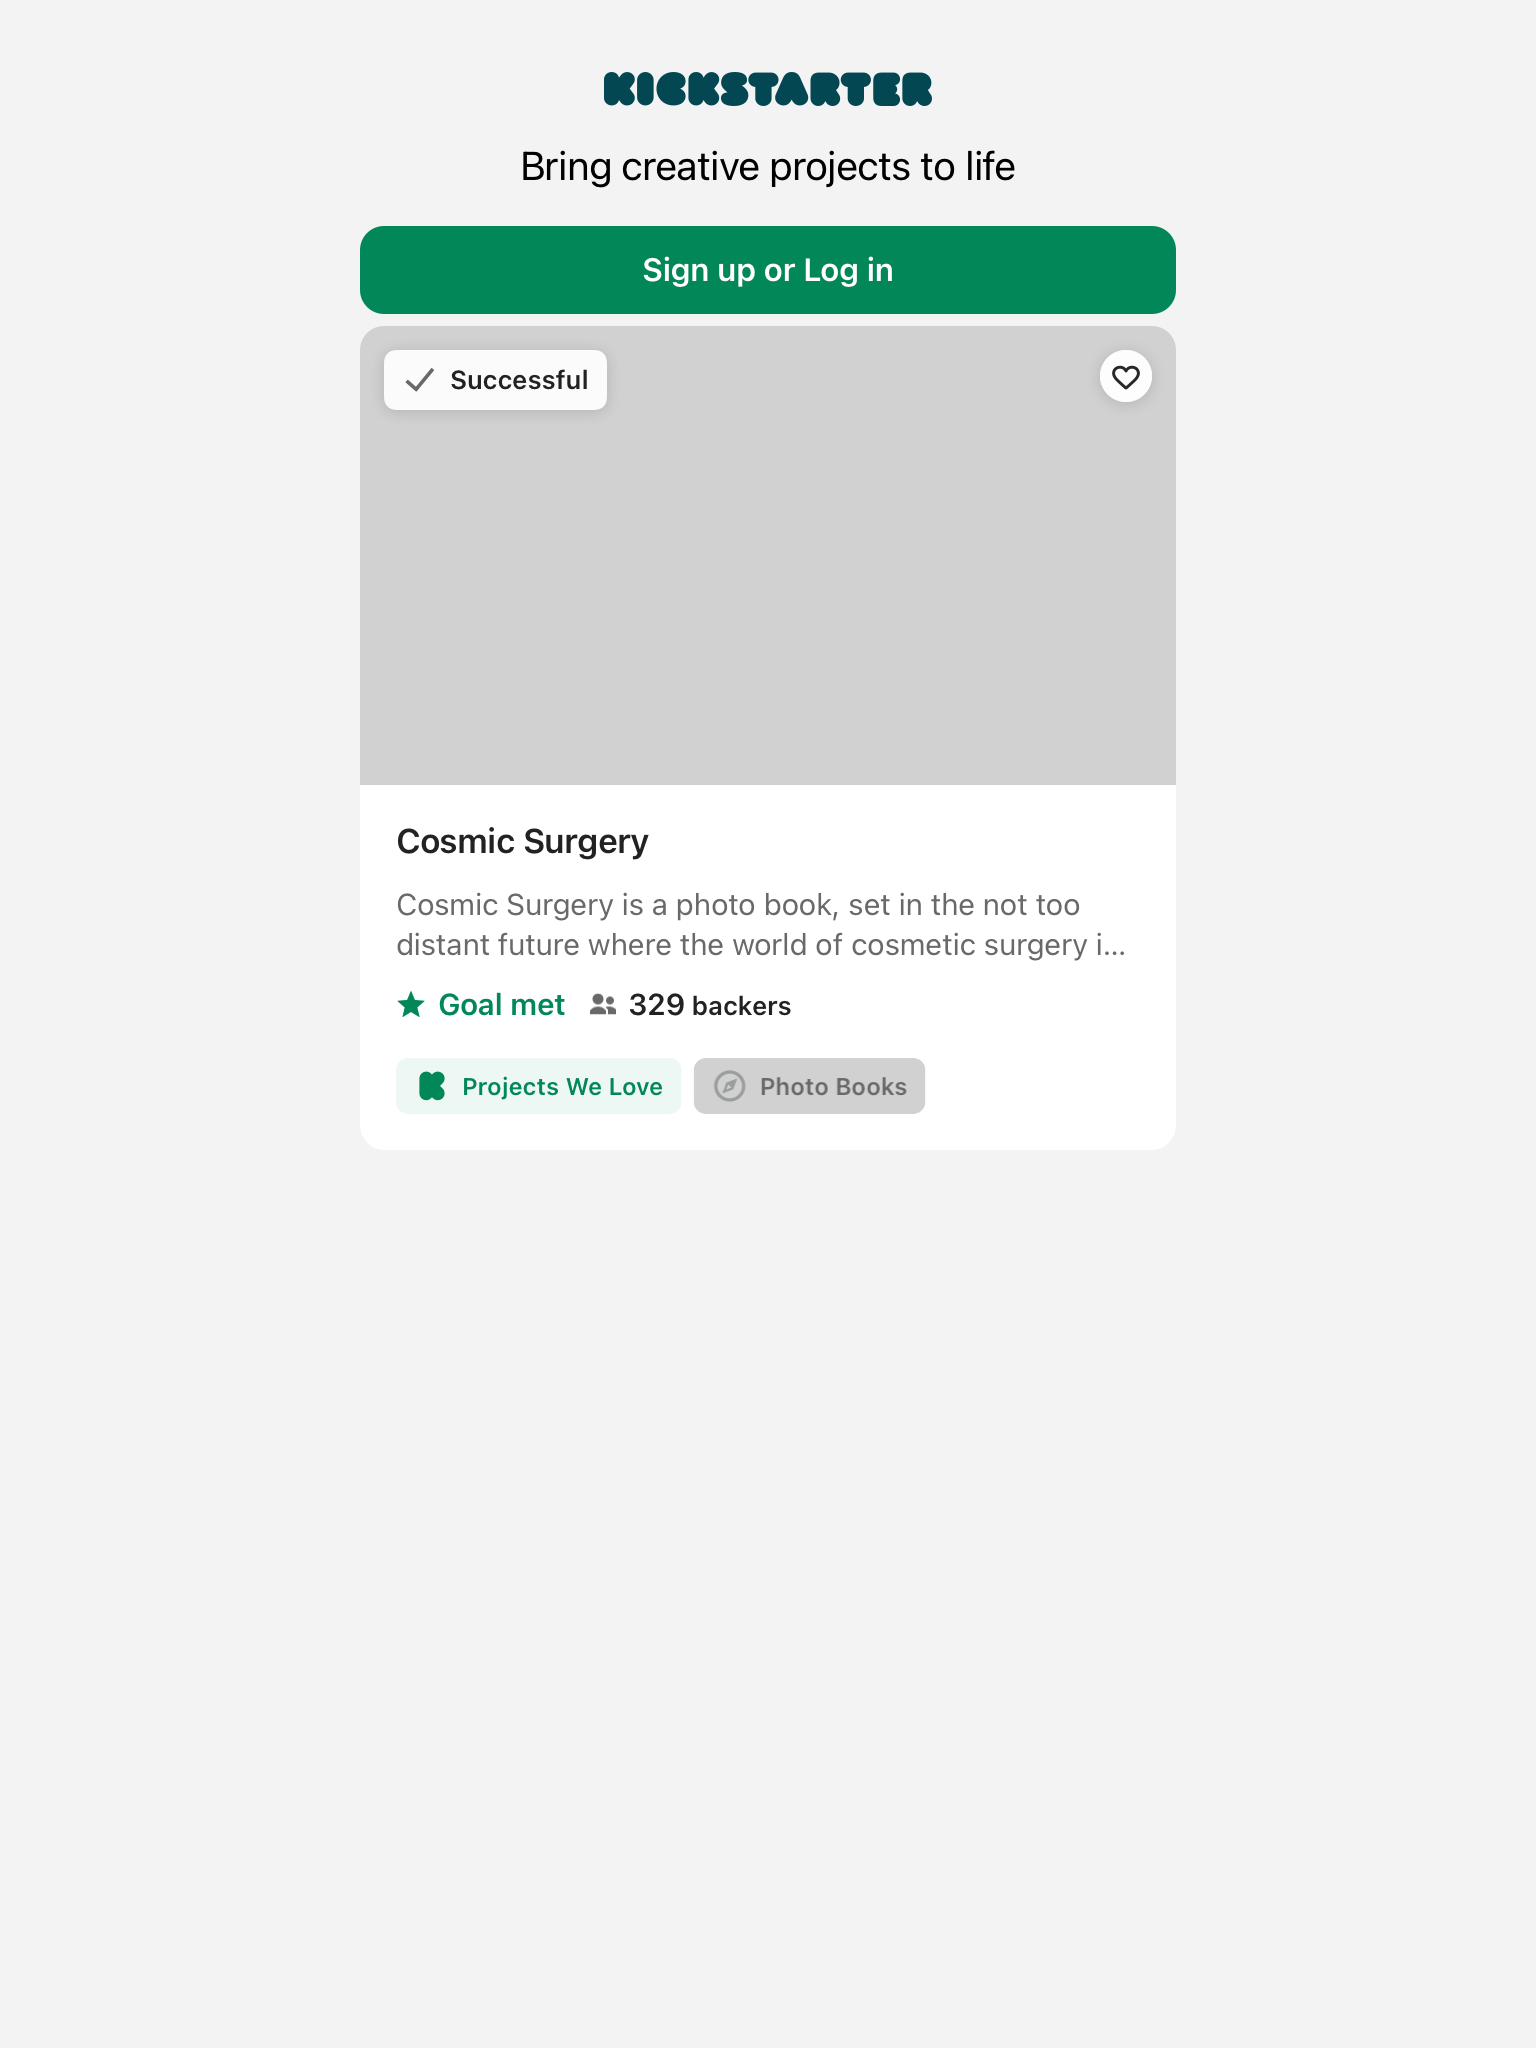 KICKSTARTER
Bring creative projects to life
Sign up or Log in
Successful
Cosmic Surgery
Cosmic Surgery is a photo book, set in the not too
distant future where the world of cosmetic surgery i...
Goal met 329 backers
Projects We Love Photo Books